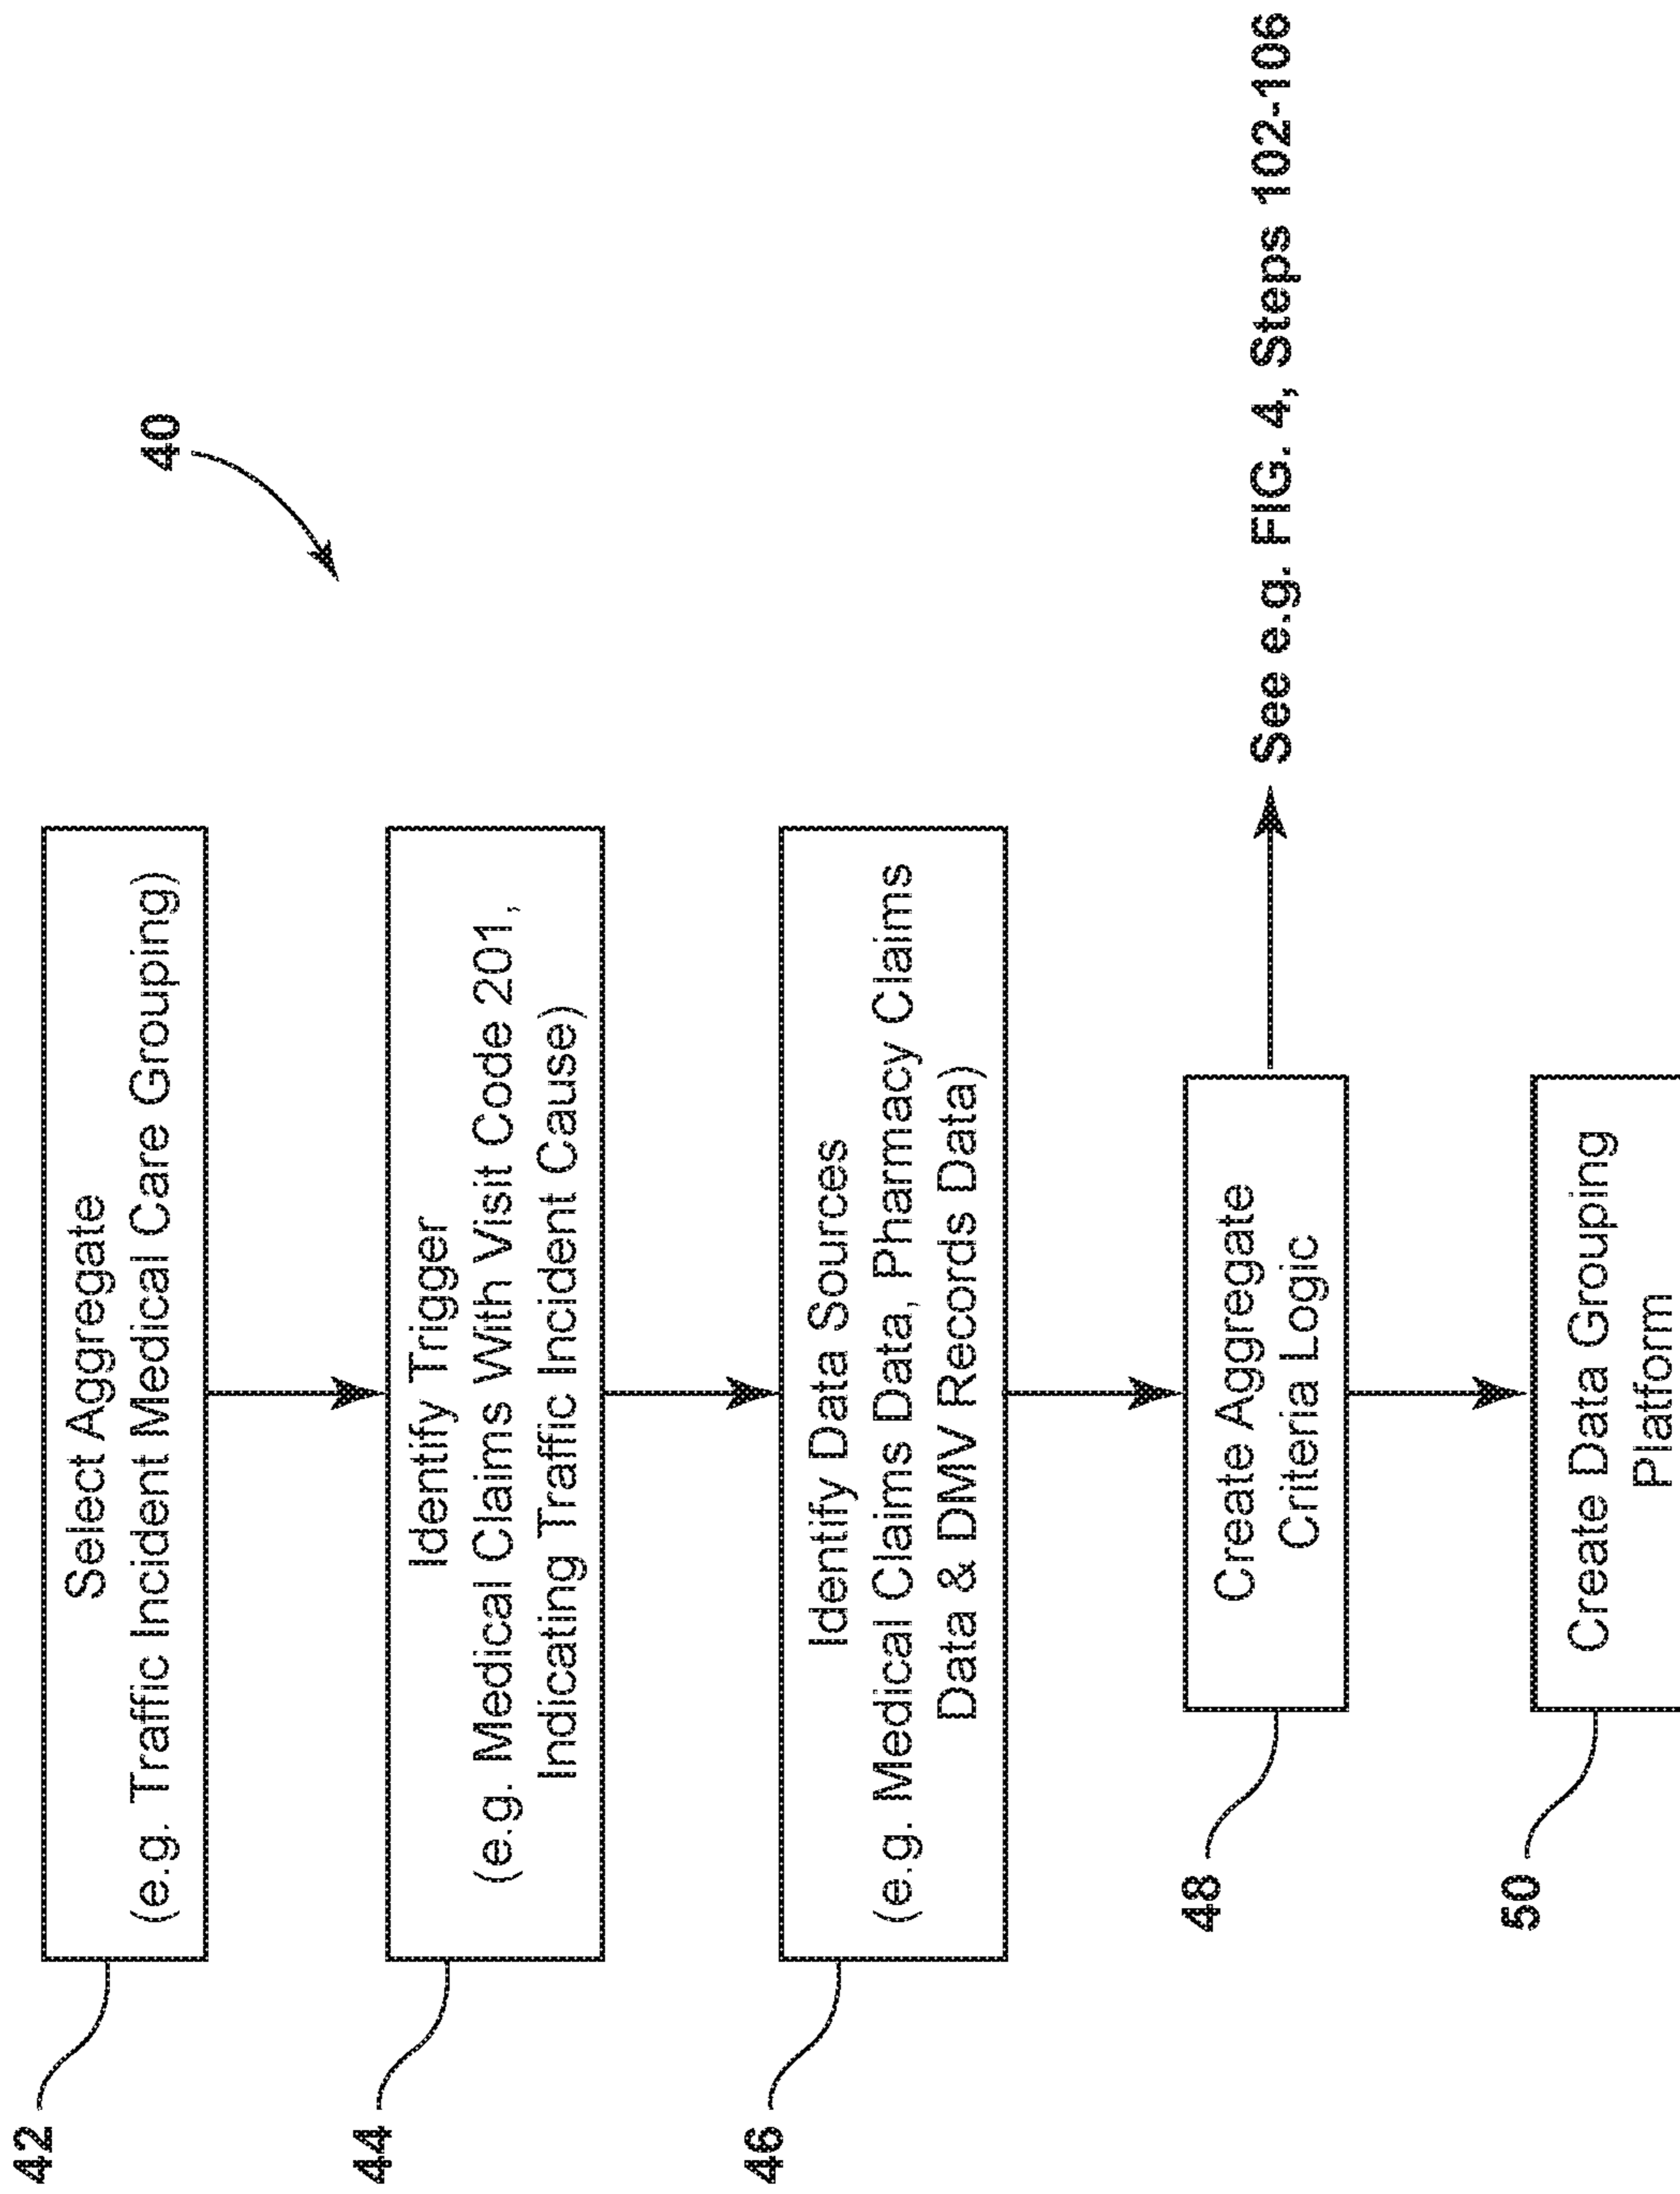 40
42
Select Aggregate
(e.g. Traffic Incident Medical Care Grouping)
44
Identify Trigger
(e.g. Medical Claims With Visit Code 201,
Indicating Traffic Incident Cause)
46
Identify Data Sources
(e.g. Medical Claims Data, Pharmacy Claims
Data & DMV Records Data)
48
Create Aggregate
Criteria Logic
See e.g. FIG. 4, Steps 102-106
50
Create Data Grouping
Platform